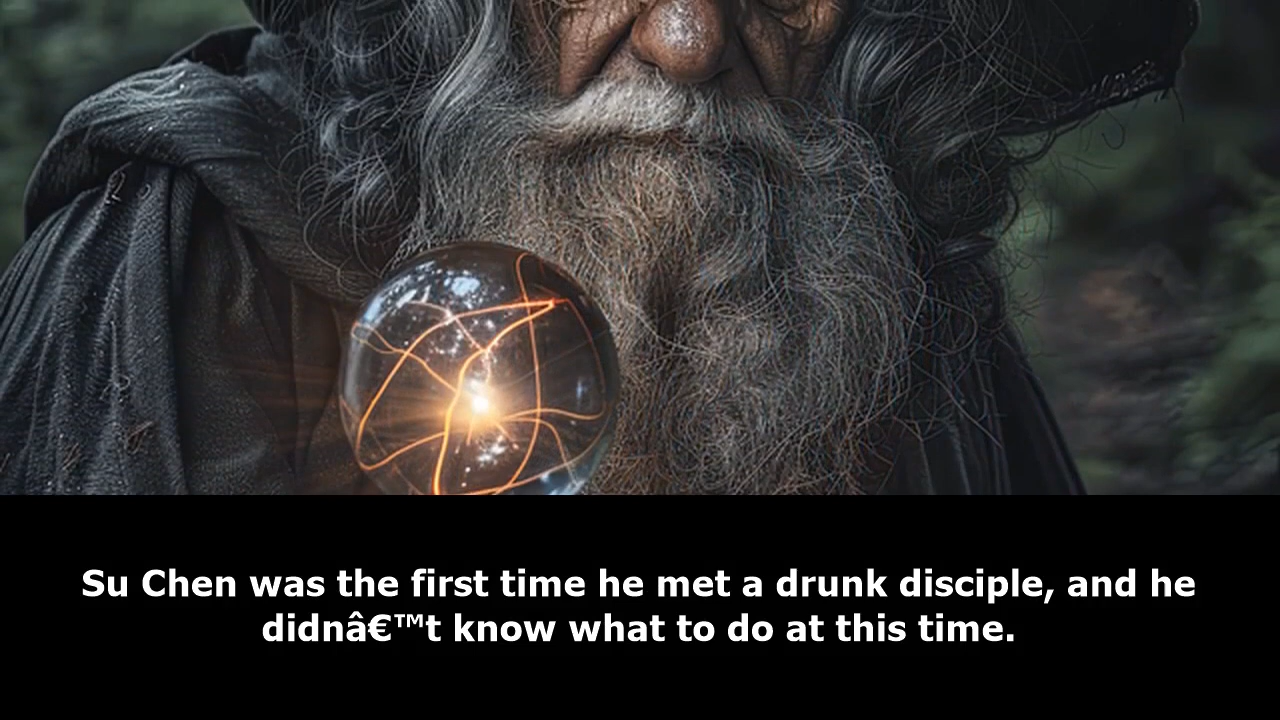 Su Chen was the first time he met a drunk disciple, and he
didnâ€™t know what to do at this time.